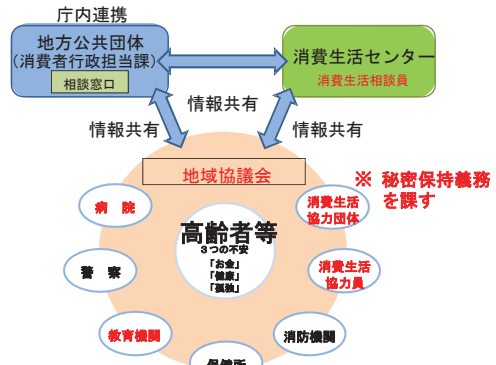 庁内連携
地方公共団体
(消費者行政担当課)
相談窓口
消費生活センター
消費生活相談員
情報共有
情報共有
情報共有
地域協議会
※ 秘密保持義務
を課す
病 院
消費生活
協力団体
高齢者等
3つの不安
「お金」
「健康」
「孤独」
警 察
消費生活
協力員
教育機関
消防機関
保健所